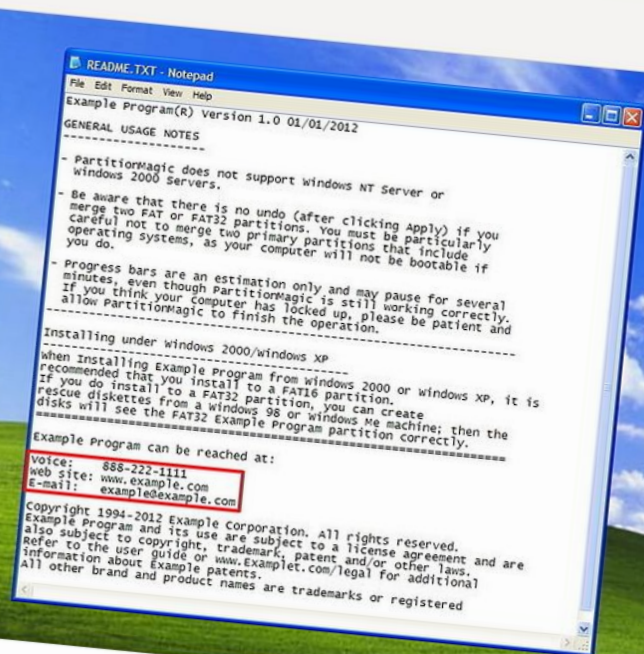 README.TXT - Notepad
File Edit Format View Help
Example Program(R) Version 1.0 01/01/2012
GENERAL USAGE NOTES
--------------------
- PartitionMagic does not support Windows NT Server or
Windows 2000 Servers.
- Be aware that there is no undo (after clicking Apply) if you
merge two FAT or FAT32 partitions. You must be particularly
careful not to merge two primary partitions that include
operating systems, as your computer will not be bootable if
you do.
- Progress bars are an estimation only and may pause for several
minutes, even though PartitionMagic is still working correctly.
If you think your computer has locked up, please be patient and
allow PartitionMagic to finish the operation.
--------------------------------------------------------------------
Installing under Windows 2000/Windows XP
--------------------------------------------
When Installing Example Program from Windows 2000 or Windows XP, it is
recommended that you install to a FAT16 partition.
If you do install to a FAT32 partition, you can create
rescue diskettes from a Windows 98 or Windows Me machine; then the
disks will see the FAT32 Example Program partition correctly.
====================================================================
Example Program can be reached at:
Voice: 888-222-1111
Web site: www.example.com
E-mail: example@example.com
Copyright 1994-2012 Example Corporation. All rights reserved.
Example Program and its use are subject to a license agreement and are
also subject to copyright, trademark, patent and/or other laws.
Refer to the user guide or www.Examplet.com/legal for additional
information about Example patents.
All other brand and product names are trademarks or registered